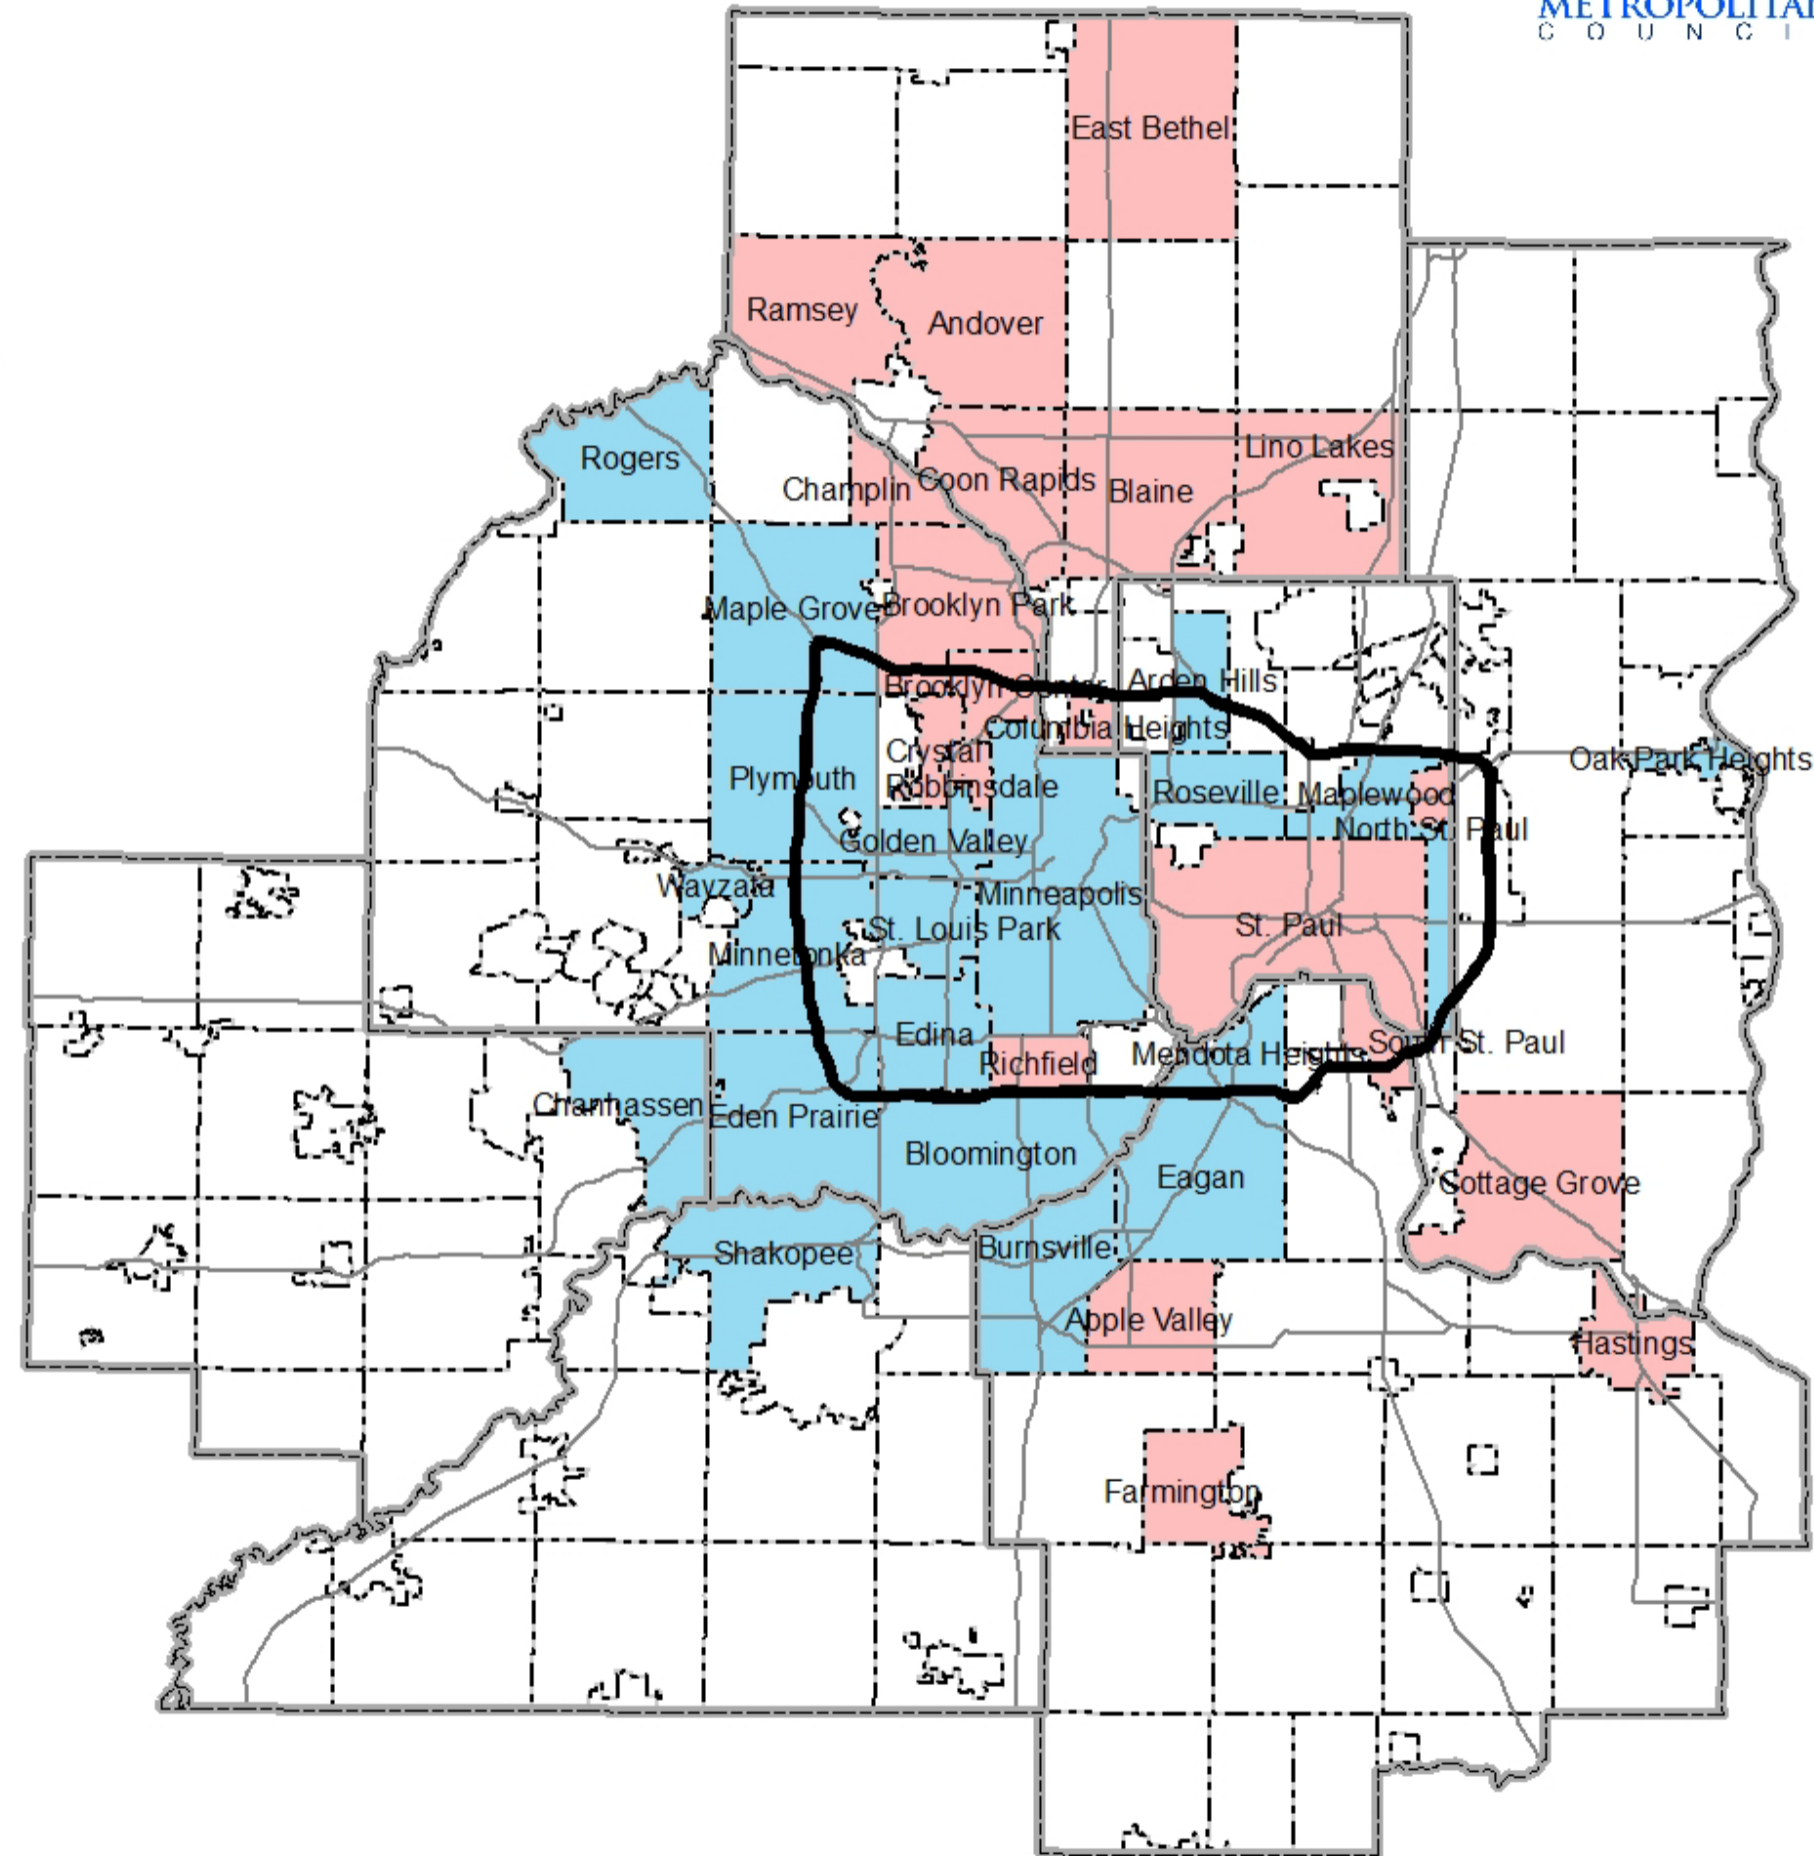 METROPOLITAN
COUNCI
East Bethel
Ramsey
Andover
Rogers
Lino Lakes
Champlin
Coon Rapids
Blaine
Maple Grove
Brooklyn Park
Brooklyn Center
Arden Hills
Columbia Heights
Crystal
Oak Park Heights
Plymouth
Robbinsdale
Roseville
Maplewood
North St. Paul
Golden Valley
Wayzata
Minneapolis
St. Louis Park
St. Paul
Minnetonka
Edina
Richfield
Mendota Heights
South St. Paul
Chanhassen
Eden Prairie
Bloomington
Eagan
Cottage Grove
Shakopee
Burnsville
Apple Valley
Hastings
Farmington